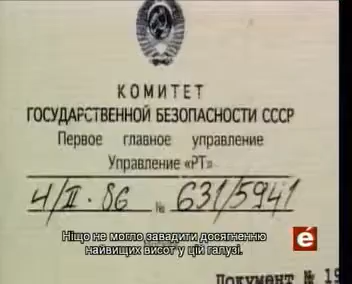 КОМИТЕТ
ГОСУДАРСТВЕННОЙ БЕЗОПАСНОСТИ СССР
Первое главное управление
Управление «РТ»
4/II·86 № 631/5941
Ніщо не могло завадити досягненню
найвищих висот у цій галузі.
é
Документ № 19